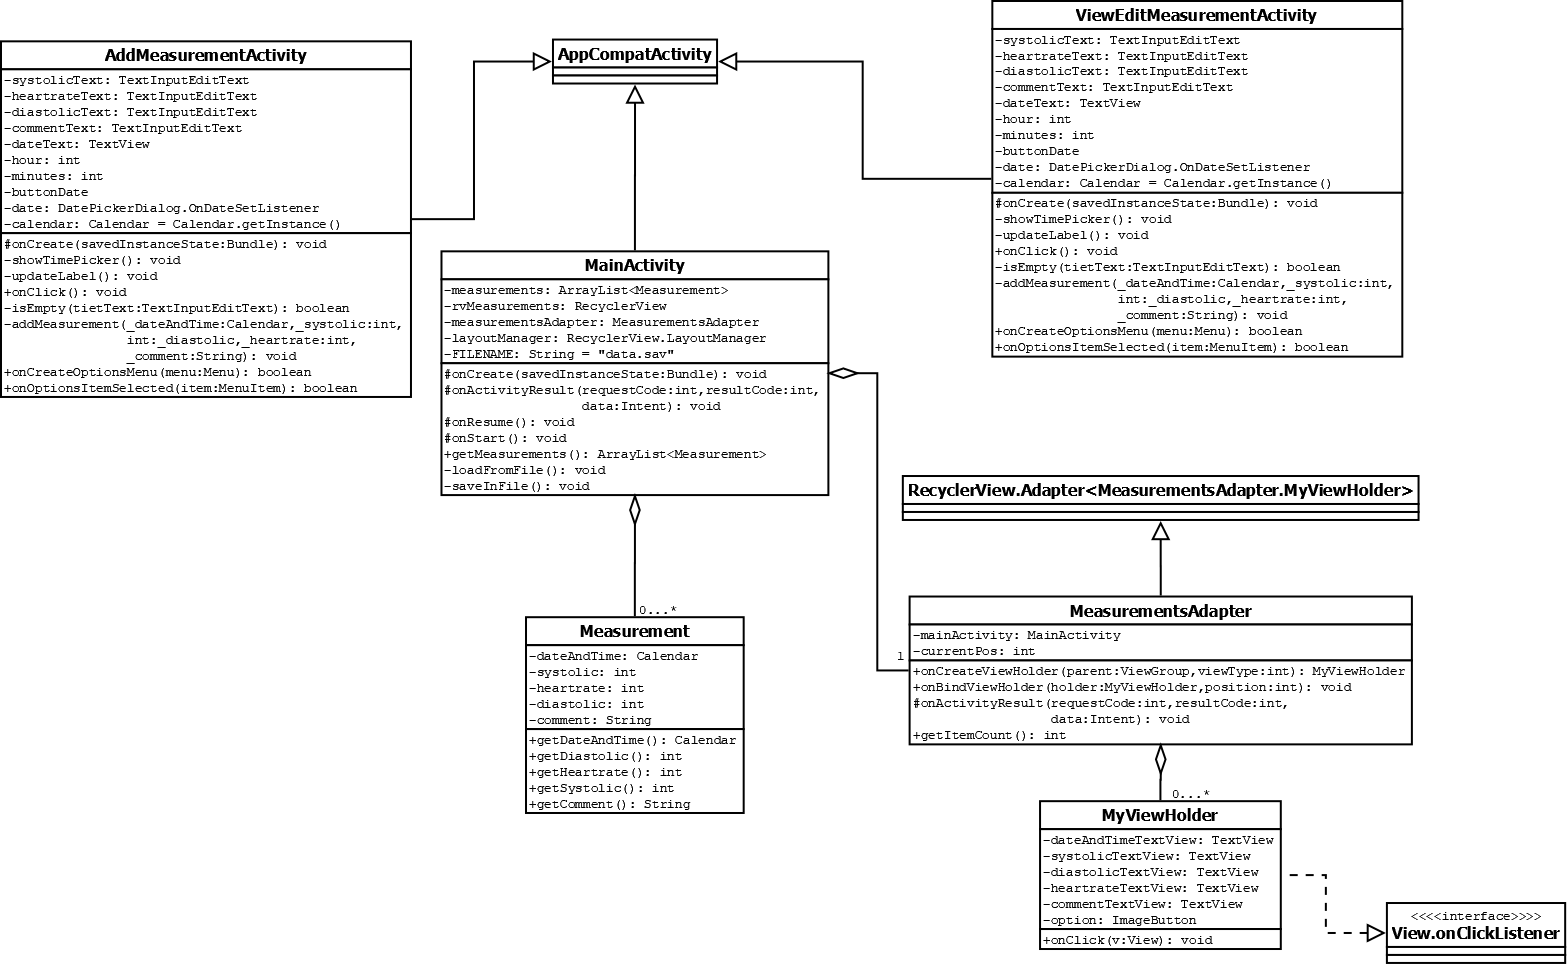 AddMeasurementActivity
-systolicText: TextInputEditText
-heartrateText: TextInputEditText
-diastolicText: TextInputEditText
-commentText: TextInputEditText
-dateText: TextView
-hour: int
-minutes: int
-buttonDate
-date: DatePickerDialog.OnDateSetListener
-calendar: Calendar = Calendar.getInstance()
#onCreate(savedInstanceState:Bundle): void
-showTimePicker(): void
-updateLabel(): void
+onClick(): void
-isEmpty(tietText:TextInputEditText): boolean
-addMeasurement(_dateAndTime:Calendar,_systolic:int,
int:_diastolic,_heartrate:int,
_comment:String): void
+onCreateOptionsMenu(menu:Menu): boolean
+onOptionsItemSelected(item:MenuItem): boolean
AppCompatActivity
ViewEditMeasurementActivity
-systolicText: TextInputEditText
-heartrateText: TextInputEditText
-diastolicText: TextInputEditText
-commentText: TextInputEditText
-dateText: TextView
-hour: int
-minutes: int
-buttonDate
-date: DatePickerDialog.OnDateSetListener
-calendar: Calendar = Calendar.getInstance()
#onCreate(savedInstanceState:Bundle): void
-showTimePicker(): void
-updateLabel(): void
+onClick(): void
-isEmpty(tietText:TextInputEditText): boolean
-addMeasurement(_dateAndTime:Calendar,_systolic:int,
int:_diastolic,_heartrate:int,
_comment:String): void
+onCreateOptionsMenu(menu:Menu): boolean
+onOptionsItemSelected(item:MenuItem): boolean
MainActivity
-measurements: ArrayList<Measurement>
-rvMeasurements: RecyclerView
-measurementsAdapter: MeasurementsAdapter
-layoutManager: RecyclerView.LayoutManager
-FILENAME: String = "data.sav"
#onCreate(savedInstanceState:Bundle): void
#onActivityResult(requestCode:int,resultCode:int,
data:Intent): void
#onResume(): void
#onStart(): void
+getMeasurements(): ArrayList<Measurement>
-loadFromFile(): void
-saveInFile(): void
0...*
Measurement
-dateAndTime: Calendar
-systolic: int
-heartrate: int
-diastolic: int
-comment: String
+getDateAndTime(): Calendar
+getDiastolic(): int
+getHeartrate(): int
+getSystolic(): int
+getComment(): String
RecyclerView.Adapter<MeasurementsAdapter.MyViewHolder>
1
MeasurementsAdapter
-mainActivity: MainActivity
-currentPos: int
+onCreateViewHolder(parent:ViewGroup,viewType:int): MyViewHolder
+onBindViewHolder(holder:MyViewHolder,position:int): void
#onActivityResult(requestCode:int,resultCode:int,
data:Intent): void
+getItemCount(): int
0...*
MyViewHolder
-dateAndTimeTextView: TextView
-systolicTextView: TextView
-diastolicTextView: TextView
-heartrateTextView: TextView
-commentTextView: TextView
-option: ImageButton
+onClick(v:View): void
<<<<interface>>>>
View.onClickListener